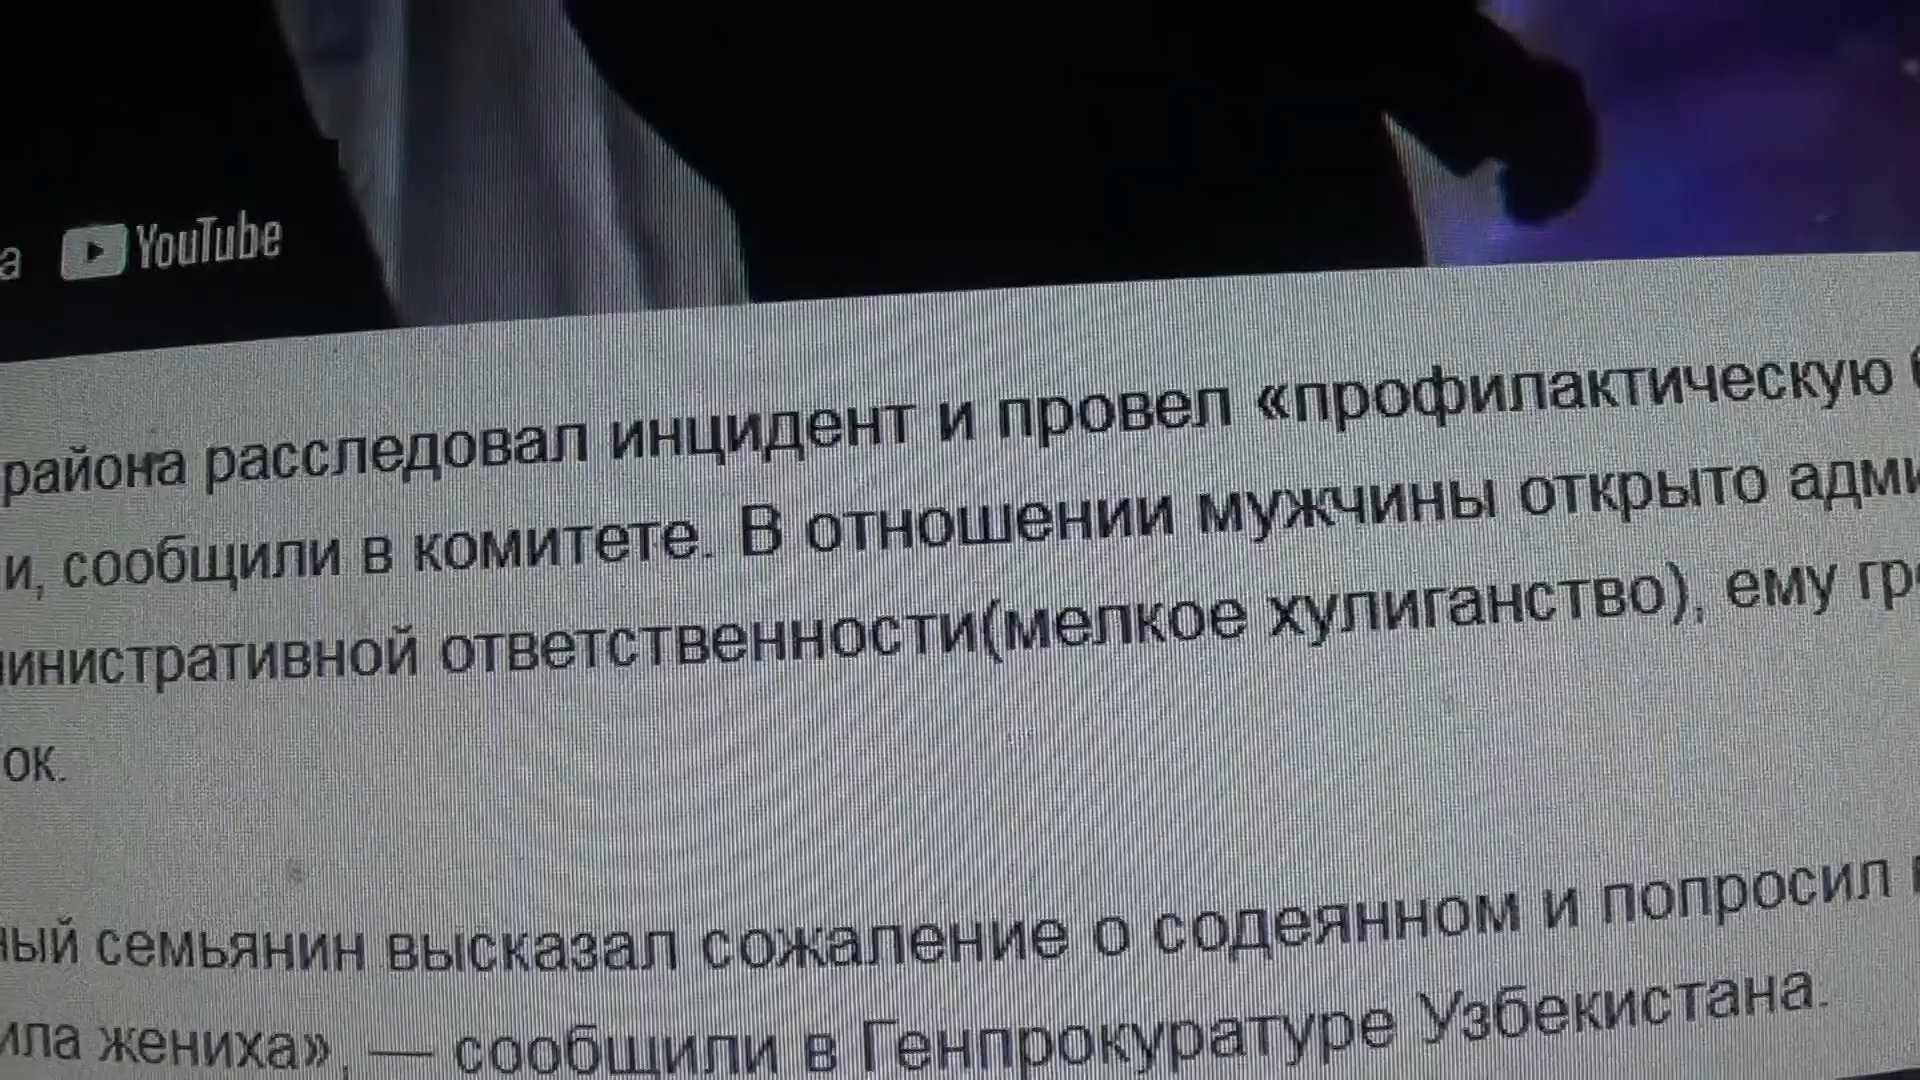 а YouTube
района расследовал инцидент и провел «профилактическую
и, сообщили в комитете. В отношении мужчины открыто адми
министративной ответственности(мелкое хулиганство), ему гр
ок.
ный семьянин высказал сожаление о содеянном и попросил
ила жениха», — сообщили в Генпрокуратуре Узбекистана.